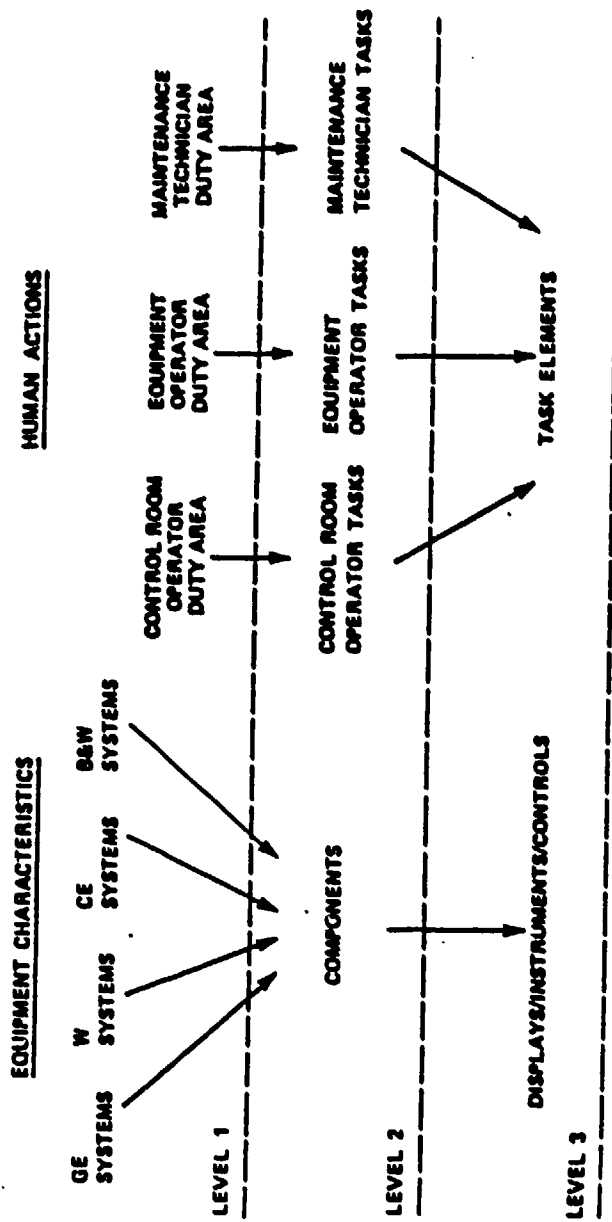 EQUIPMENT CHARACTERISTICS
HUMAN ACTIONS
GE
SYSTEMS
W
SYSTEMS
CE
SYSTEMS
B&W
SYSTEMS
CONTROL ROOM
OPERATOR
DUTY AREA
EQUIPMENT
OPERATOR
DUTY AREA
MAINTENANCE
TECHNICIAN
DUTY AREA
LEVEL 1
COMPONENTS
CONTROL ROOM
OPERATOR TASKS
EQUIPMENT
OPERATOR TASKS
MAINTENANCE
TECHNICIAN TASKS
LEVEL 2
DISPLAYS/INSTRUMENTS/CONTROLS
TASK ELEMENTS
LEVEL 3